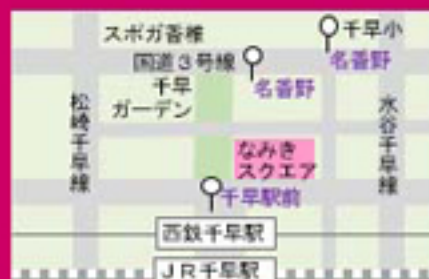 スポガ香椎
千早小
国道3号線
名香野
名香野
千早
ガーデン
松崎千早線
水谷千早線
なみき
スクエア
千早駅前
西鉄千早駅
JR千早駅